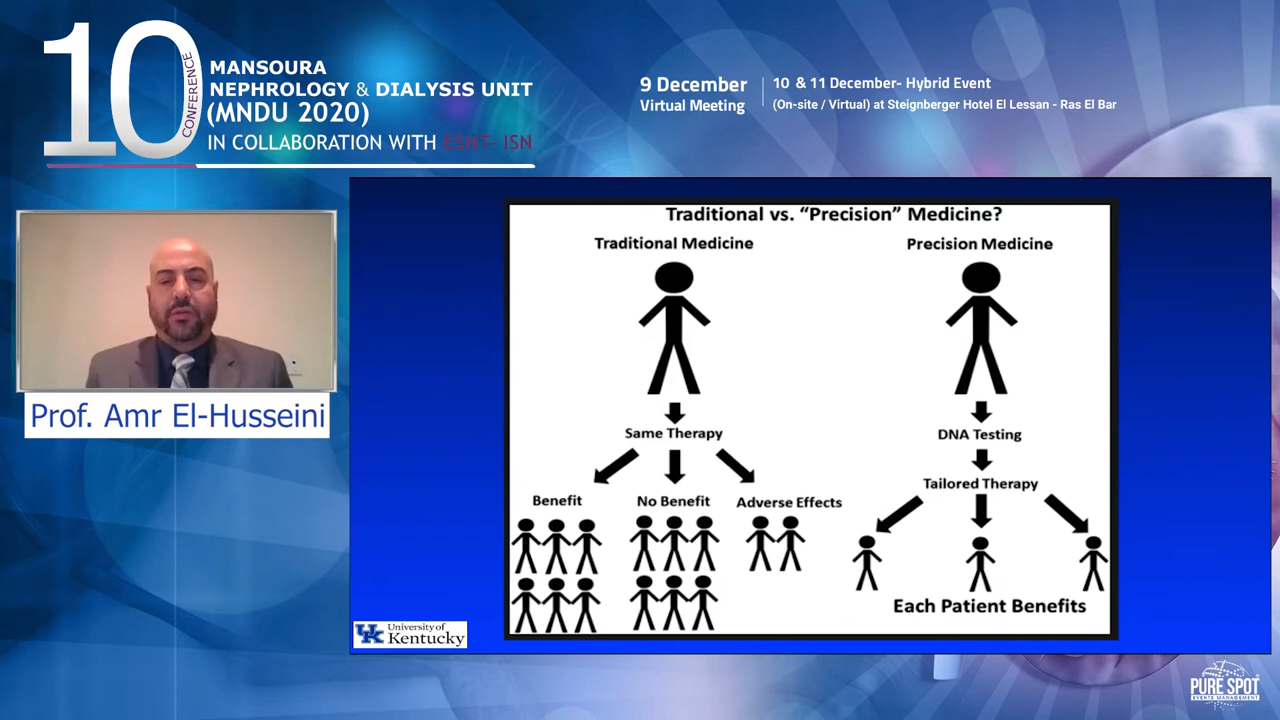 10
CONFERENCE
MANSOURA
NEPHROLOGY & DIALYSIS UNIT
(MNDU 2020)
IN COLLABORATION WITH ESNT- ISN
9 December
Virtual Meeting
10 & 11 December- Hybrid Event
(On-site / Virtual) at Steignberger Hotel El Lessan - Ras El Bar
Prof. Amr El-Husseini
Traditional vs. “Precision” Medicine?
Traditional Medicine
Same Therapy
Benefit
No Benefit
Adverse Effects
Precision Medicine
DNA Testing
Tailored Therapy
Each Patient Benefits
UK
University of
Kentucky
PURE SPOT
EVENTS MANAGEMENT